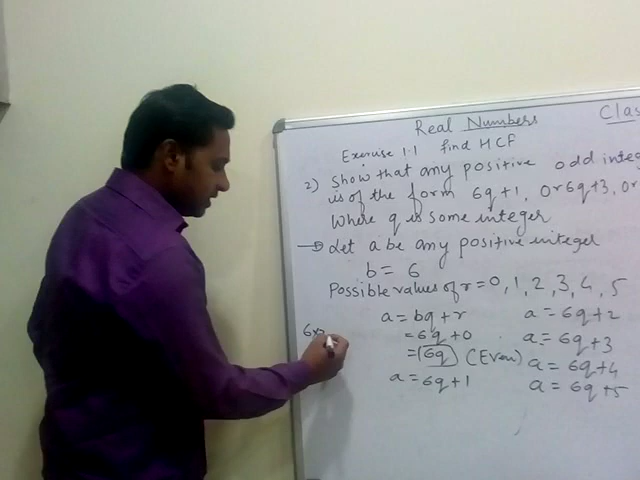 Real Numbers
Clas
Exercise 1.1 find HCF
2) Show that any positive odd integ
is of the form 6q+1, Or 6q+3, or
Where q is some integer
Let a be any positive integer
b = 6
Possible values of r = 0, 1, 2, 3, 4, 5
a = bq + r
= 6q + 0
= 6q (Even)
a = 6q + 1
a = 6q + 2
a = 6q + 3
a = 6q + 4
a = 6q + 5